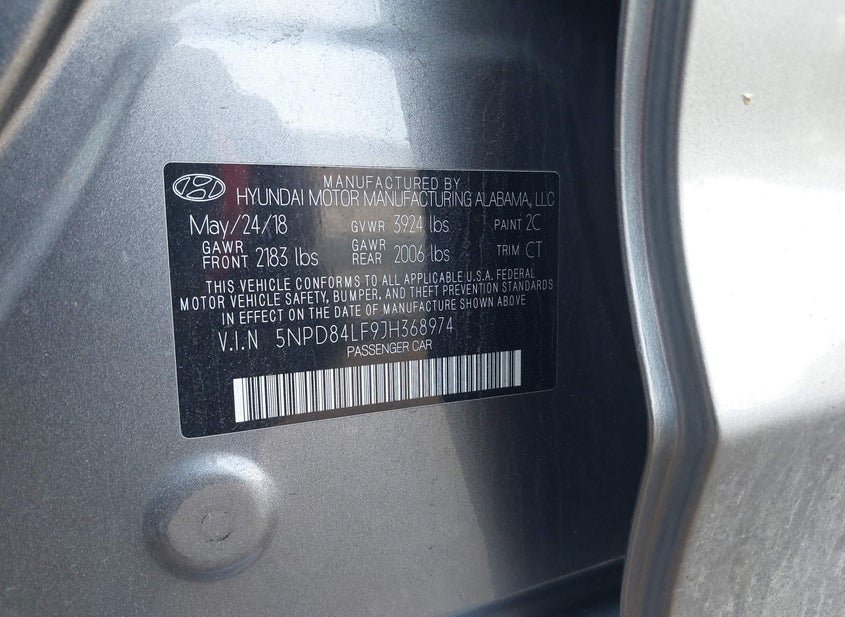 MANUFACTURED BY
HYUNDAI MOTOR MANUFACTURING ALABAMA, LLC
May/24/18 GVWR 3924 lbs PAINT 2C
GAWR FRONT 2183 lbs GAWR REAR 2006 lbs TRIM CT
THIS VEHICLE CONFORMS TO ALL APPLICABLE U.S.A. FEDERAL
MOTOR VEHICLE SAFETY, BUMPER, AND THEFT PREVENTION STANDARDS
IN EFFECT ON THE DATE OF MANUFACTURE SHOWN ABOVE
V.I.N 5NPD84LF9JH368974
PASSENGER CAR